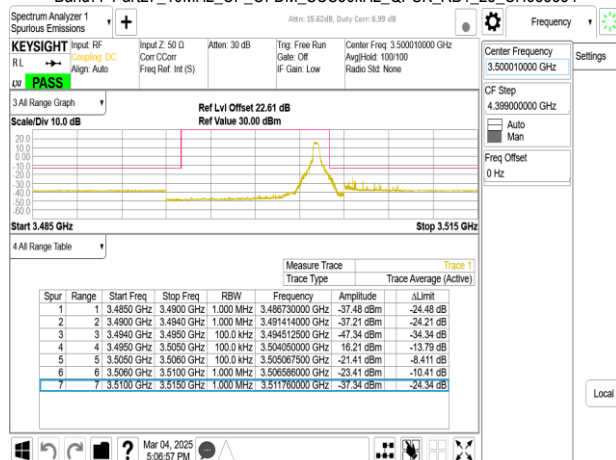 Spectrum Analyzer 1
Spurious Emissions
Attn: 15.62dB, Duty Corr: 6.99 dB
Frequency
KEYSIGHT
Input: RF
Input Z: 50 Ω
Atten: 30 dB
Trig: Free Run
Center Freq: 3.500010000 GHz
RL
Coupling: DC
Corr CCorr
Gate: Off
Avg|Hold: 100/100
Align: Auto
Freq Ref: Int (S)
IF Gain: Low
Radio Std: None
LXI
PASS
Center Frequency
3.500010000 GHz
Settings
CF Step
4.399000000 GHz
Auto
Man
Freq Offset
0 Hz
Local
3 All Range Graph
Ref Lvl Offset 22.61 dB
Scale/Div 10.0 dB
Ref Value 30.00 dBm
20.0
10.0
0.00
-10.0
-20.0
-30.0
-40.0
-50.0
-60.0
Start 3.485 GHz
Stop 3.515 GHz
4 All Range Table
Measure Trace Trace 1
Trace Type Trace Average (Active)
Spur Range Start Freq Stop Freq RBW Frequency Amplitude ΔLimit
1 1 3.4850 GHz 3.4900 GHz 1.000 MHz 3.486730000 GHz -37.48 dBm -24.48 dB
2 2 3.4900 GHz 3.4940 GHz 1.000 MHz 3.491414000 GHz -37.21 dBm -24.21 dB
3 3 3.4940 GHz 3.4950 GHz 100.0 kHz 3.494512500 GHz -47.34 dBm -34.34 dB
4 4 3.4950 GHz 3.5050 GHz 100.0 kHz 3.504050000 GHz 16.21 dBm -13.79 dB
5 5 3.5050 GHz 3.5060 GHz 100.0 kHz 3.505067500 GHz -21.41 dBm -8.411 dB
6 6 3.5060 GHz 3.5100 GHz 1.000 MHz 3.506586000 GHz -23.41 dBm -10.41 dB
7 7 3.5100 GHz 3.5150 GHz 1.000 MHz 3.511760000 GHz -37.34 dBm -24.34 dB
Mar 04, 2025
5:06:57 PM